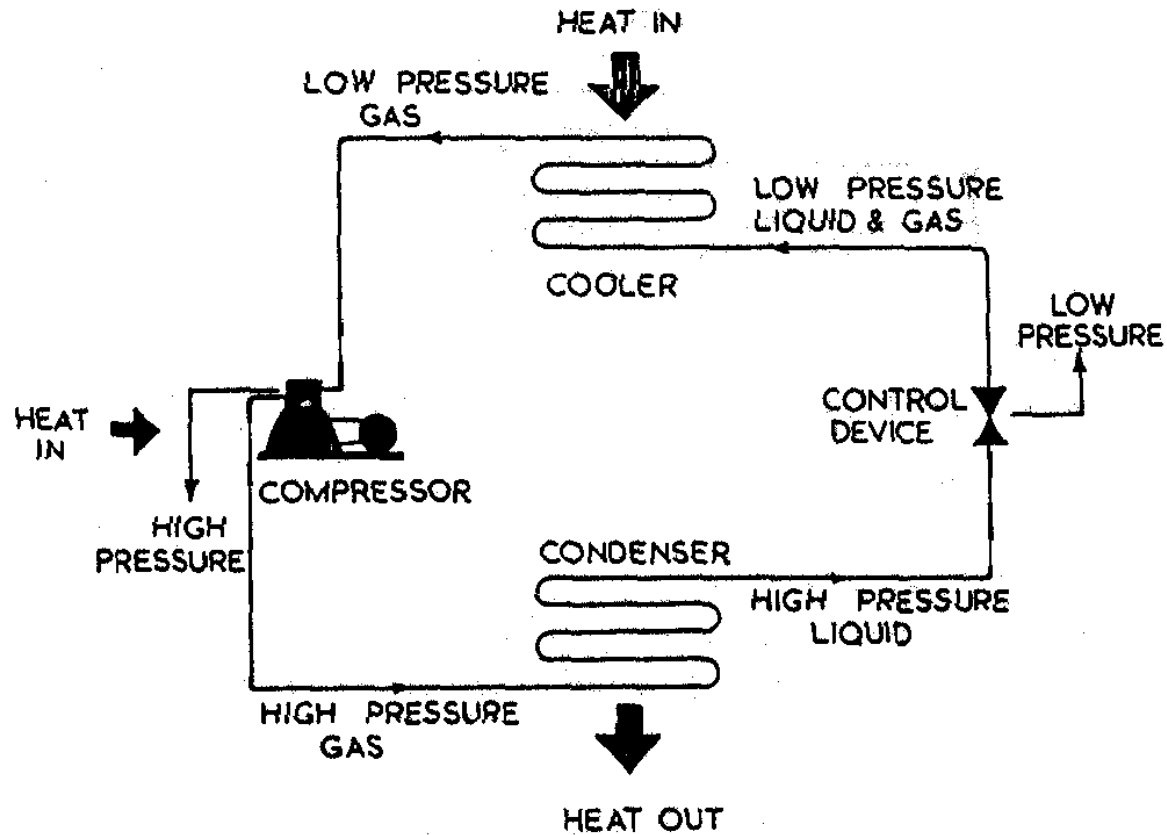 HEAT IN
LOW PRESSURE
GAS
LOW PRESSURE
LIQUID & GAS
COOLER
LOW
PRESSURE
CONTROL
DEVICE
HEAT
IN
COMPRESSOR
HIGH
PRESSURE
CONDENSER
HIGH PRESSURE
LIQUID
HIGH PRESSURE
GAS
HEAT OUT